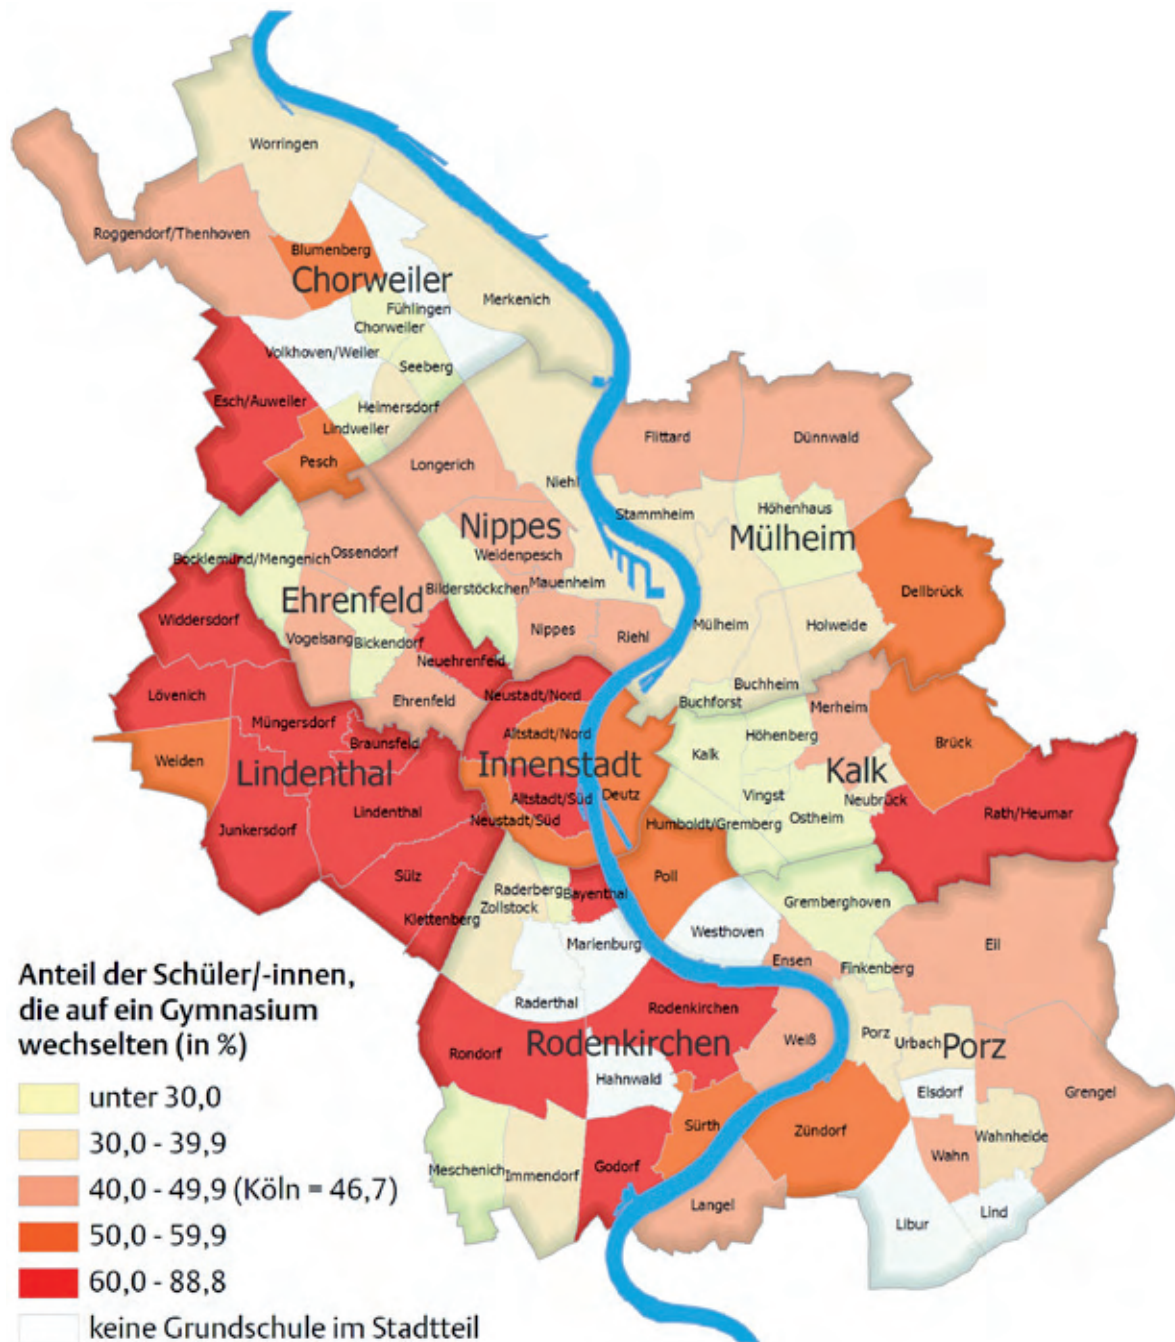 Worringen
Roggendorf/Thenhoven
Blumenberg
Chorweiler
Fühlingen
Merkenich
Chorweiler
Volkhoven/Weiler
Seeberg
Esch/Auweiler
Heimersdorf
Lindweiler
Pesch
Longerich
Flittard
Dünnwald
Niehl
Stammheim
Höhenhaus
Nippes
Mülheim
Bocklemünd/Mengenich
Ossendorf
Weidenpesch
Mauenheim
Bilderstöckchen
Ehrenfeld
Dellbrück
Widdersdorf
Vogelsang
Bickendorf
Nippes
Riehl
Mülheim
Holweide
Neuehrenfeld
Lövenich
Ehrenfeld
Neustadt/Nord
Buchheim
Buchforst
Merheim
Müngersdorf
Braunsfeld
Altstadt/Nord
Höhenberg
Brück
Weiden
Lindenthal
Innenstadt
Kalk
Kalk
Vingst
Neubrück
Altstadt/Süd
Deutz
Lindenthal
Neustadt/Süd
Humboldt/Gremberg
Ostheim
Rath/Heumar
Junkersdorf
Sülz
Poll
Raderberg
Bayenthal
Zollstock
Gremberghoven
Klettenberg
Westhoven
Marienburg
Eil
Ensen
Finkenberg
Raderthal
Rodenkirchen
Rodenkirchen
Weiß
Porz
Urbach
Porz
Rondorf
Hahnwald
Elsdorf
Grengel
Sürth
Zündorf
Wahnheide
Wahn
Meschenich
Immendorf
Godorf
Langel
Libur
Lind
Anteil der Schüler/-innen,
die auf ein Gymnasium
wechselten (in %)
unter 30,0
30,0 - 39,9
40,0 - 49,9 (Köln = 46,7)
50,0 - 59,9
60,0 - 88,8
keine Grundschule im Stadtteil